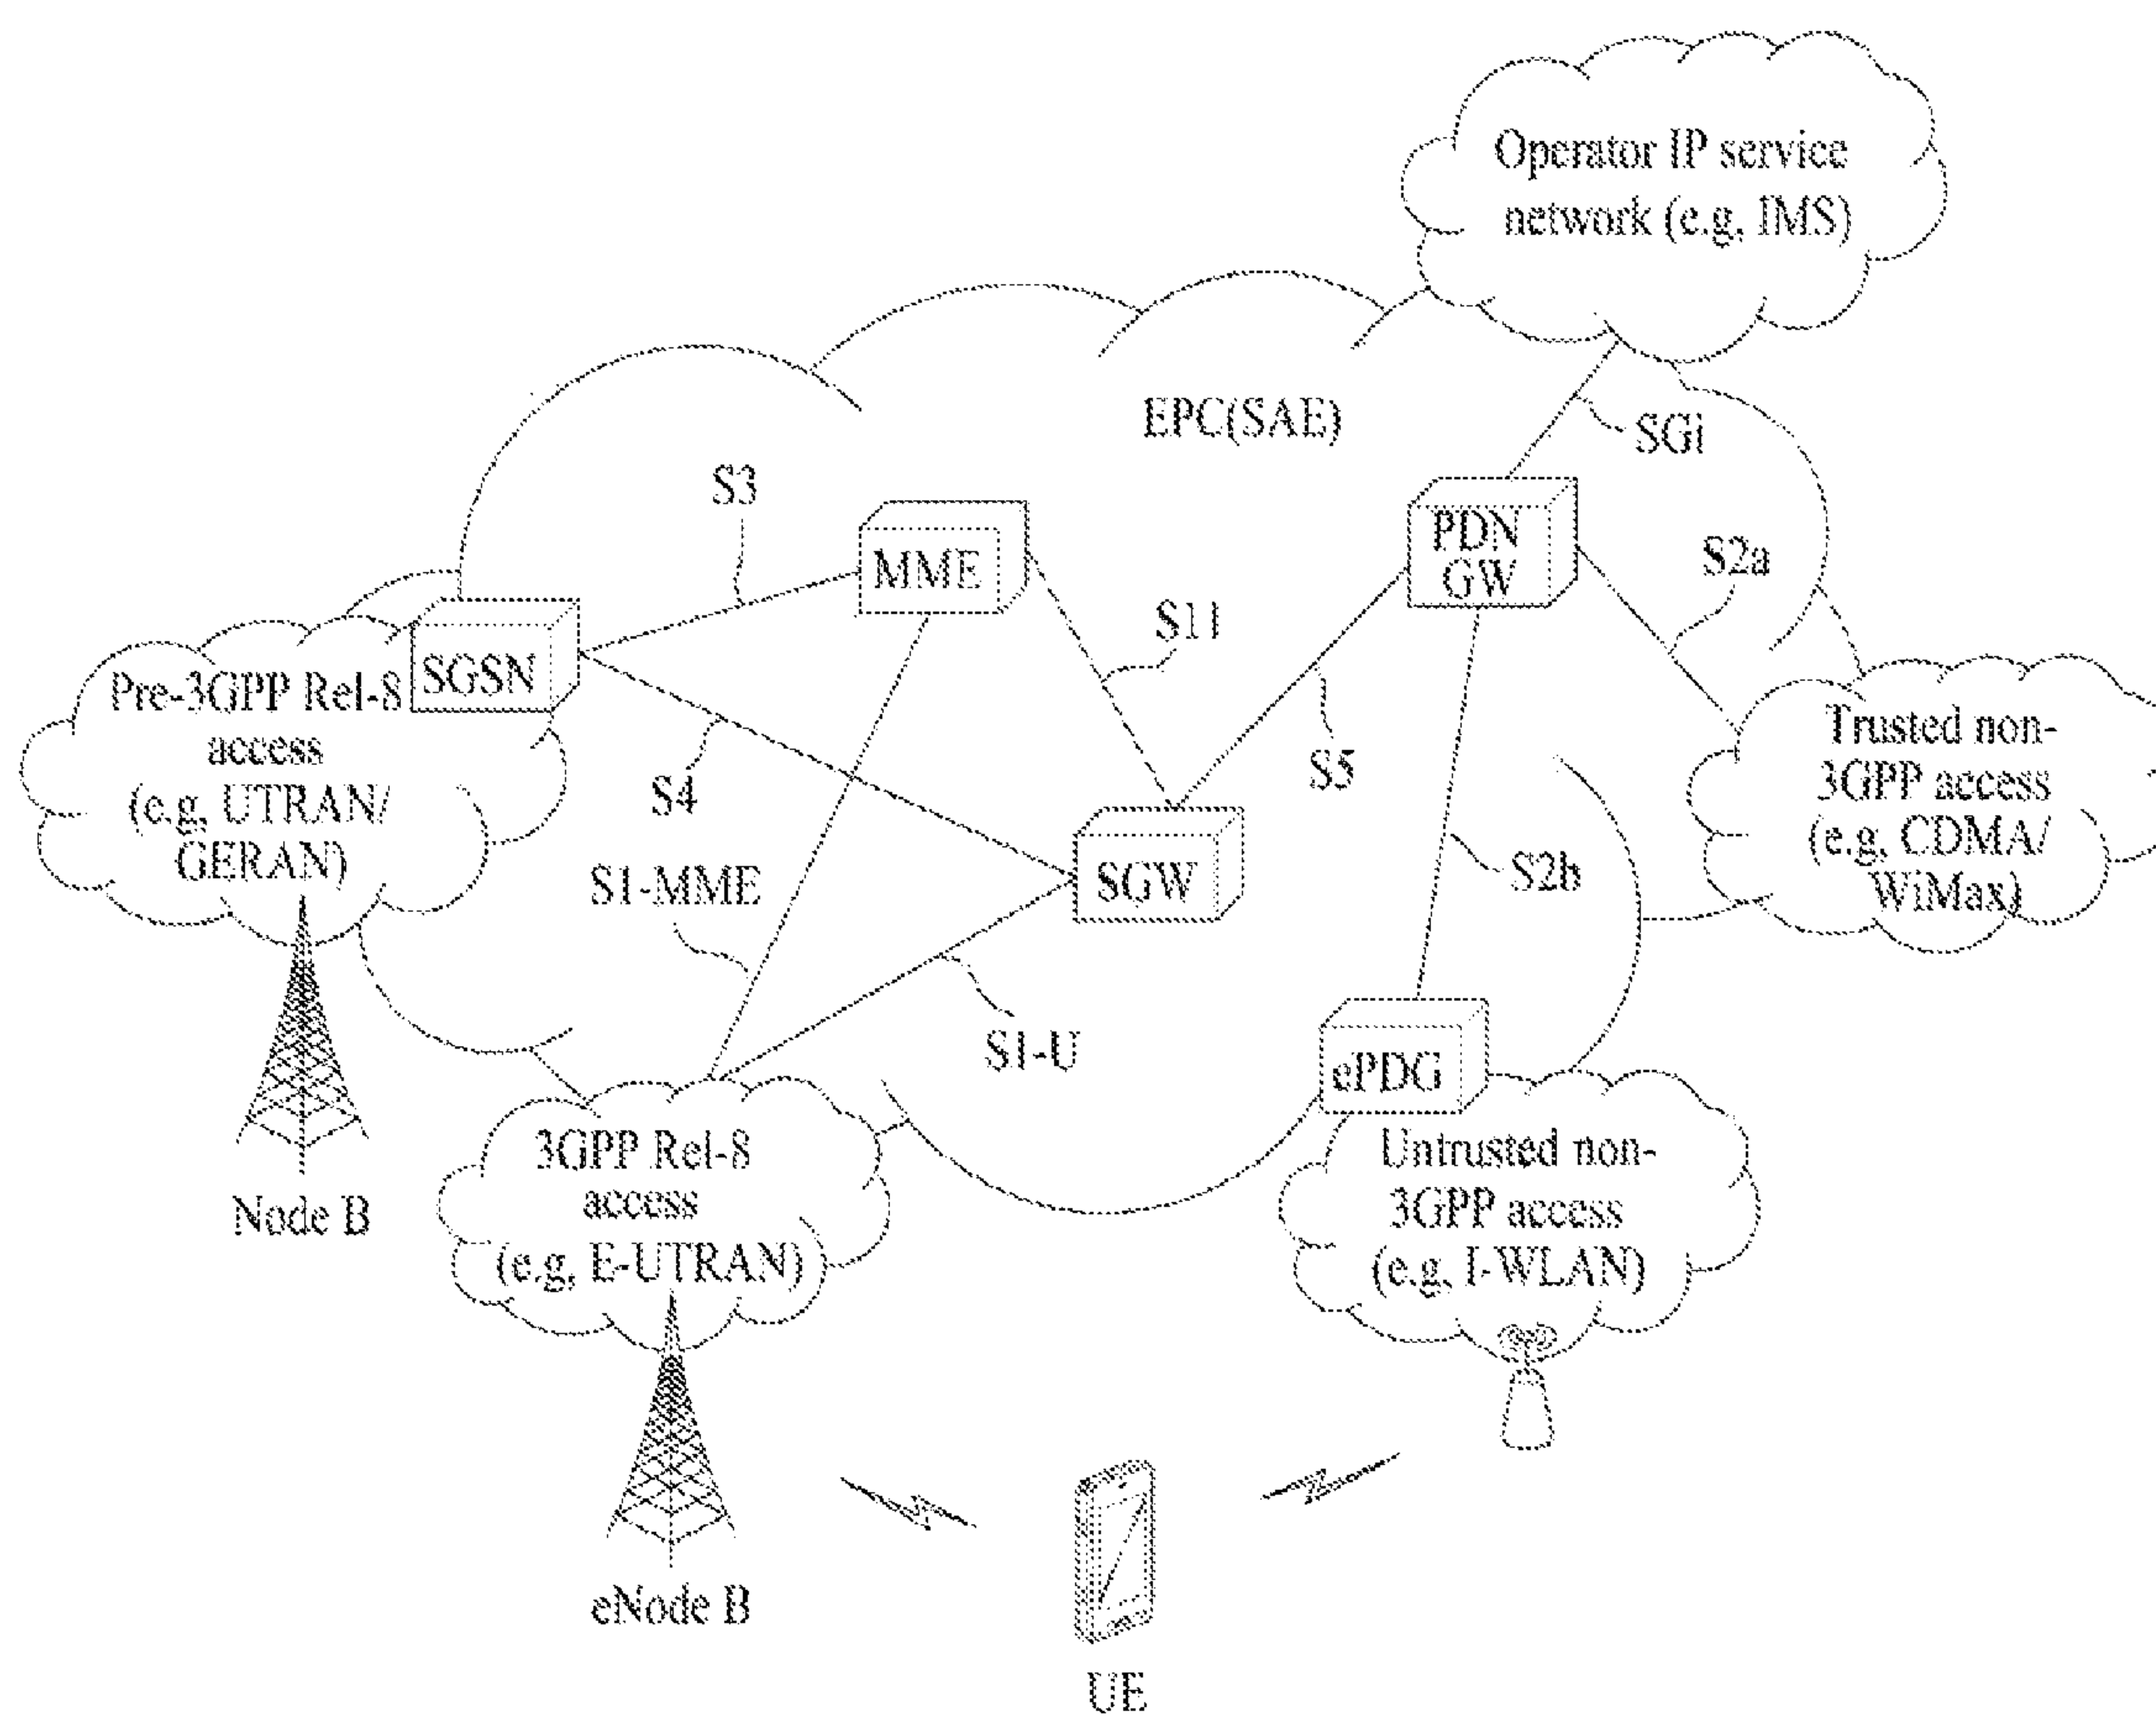 Operator IP service
network (e.g, IMS)
EPC(SAE)
SGi
S3
MME
PDN
GW
S2a
S11
SGSN
Pre-3GPP Rel-8
access
(e.g, UTRAN/
GERAN)
S4
S5
Trusted non-
3GPP access
(e.g, CDMA/
WiMax)
S1-MME
SGW
S2b
S1-U
ePDG
3GPP Rel-8
access
(e.g, E-UTRAN)
Untrusted non-
3GPP access
(e.g, I-WLAN)
Node B
eNode B
UE